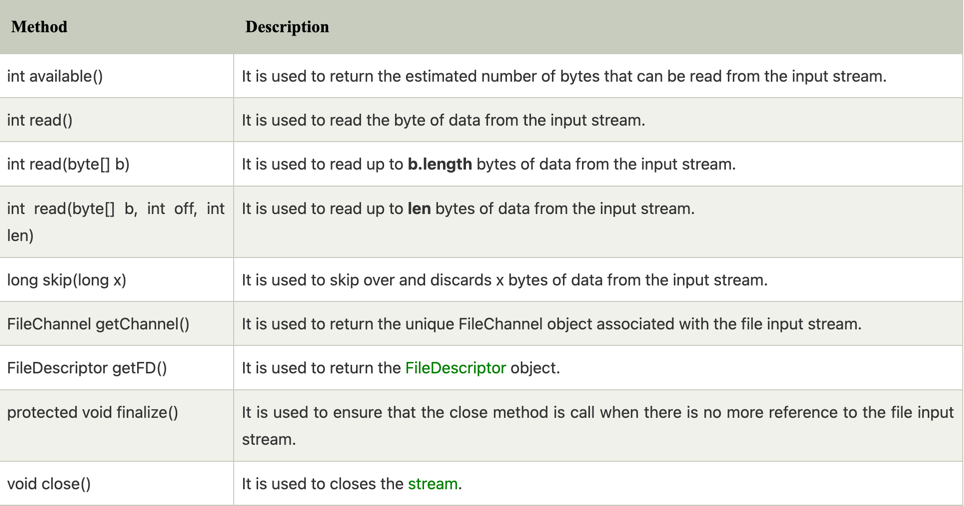 Method Description
int available() It is used to return the estimated number of bytes that can be read from the input stream.
int read() It is used to read the byte of data from the input stream.
int read(byte[] b) It is used to read up to b.length bytes of data from the input stream.
int read(byte[] b, int off, int It is used to read up to len bytes of data from the input stream.
len)
long skip(long x) It is used to skip over and discards x bytes of data from the input stream.
FileChannel getChannel() It is used to return the unique FileChannel object associated with the file input stream.
FileDescriptor getFD() It is used to return the FileDescriptor object.
protected void finalize() It is used to ensure that the close method is call when there is no more reference to the file input
stream.
void close() It is used to closes the stream.